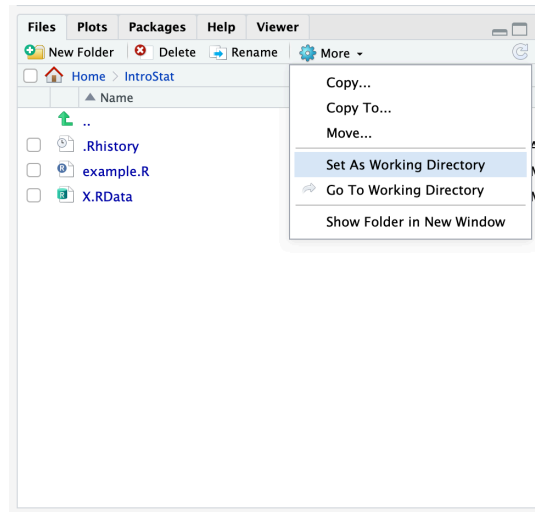 Files Plots Packages Help Viewer
New Folder Delete Rename More
Home > IntroStat
Name
..
.Rhistory
example.R
X.RData
Copy...
Copy To...
Move...
Set As Working Directory
Go To Working Directory
Show Folder in New Window